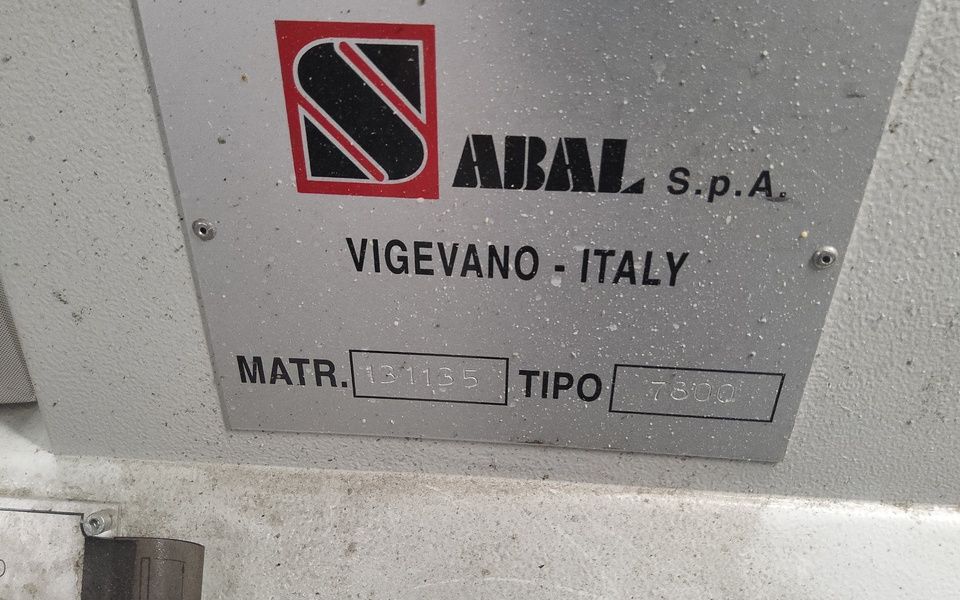 SABAL S.p.A.
VIGEVANO - ITALY
MATR. 131135 TIPO 7800